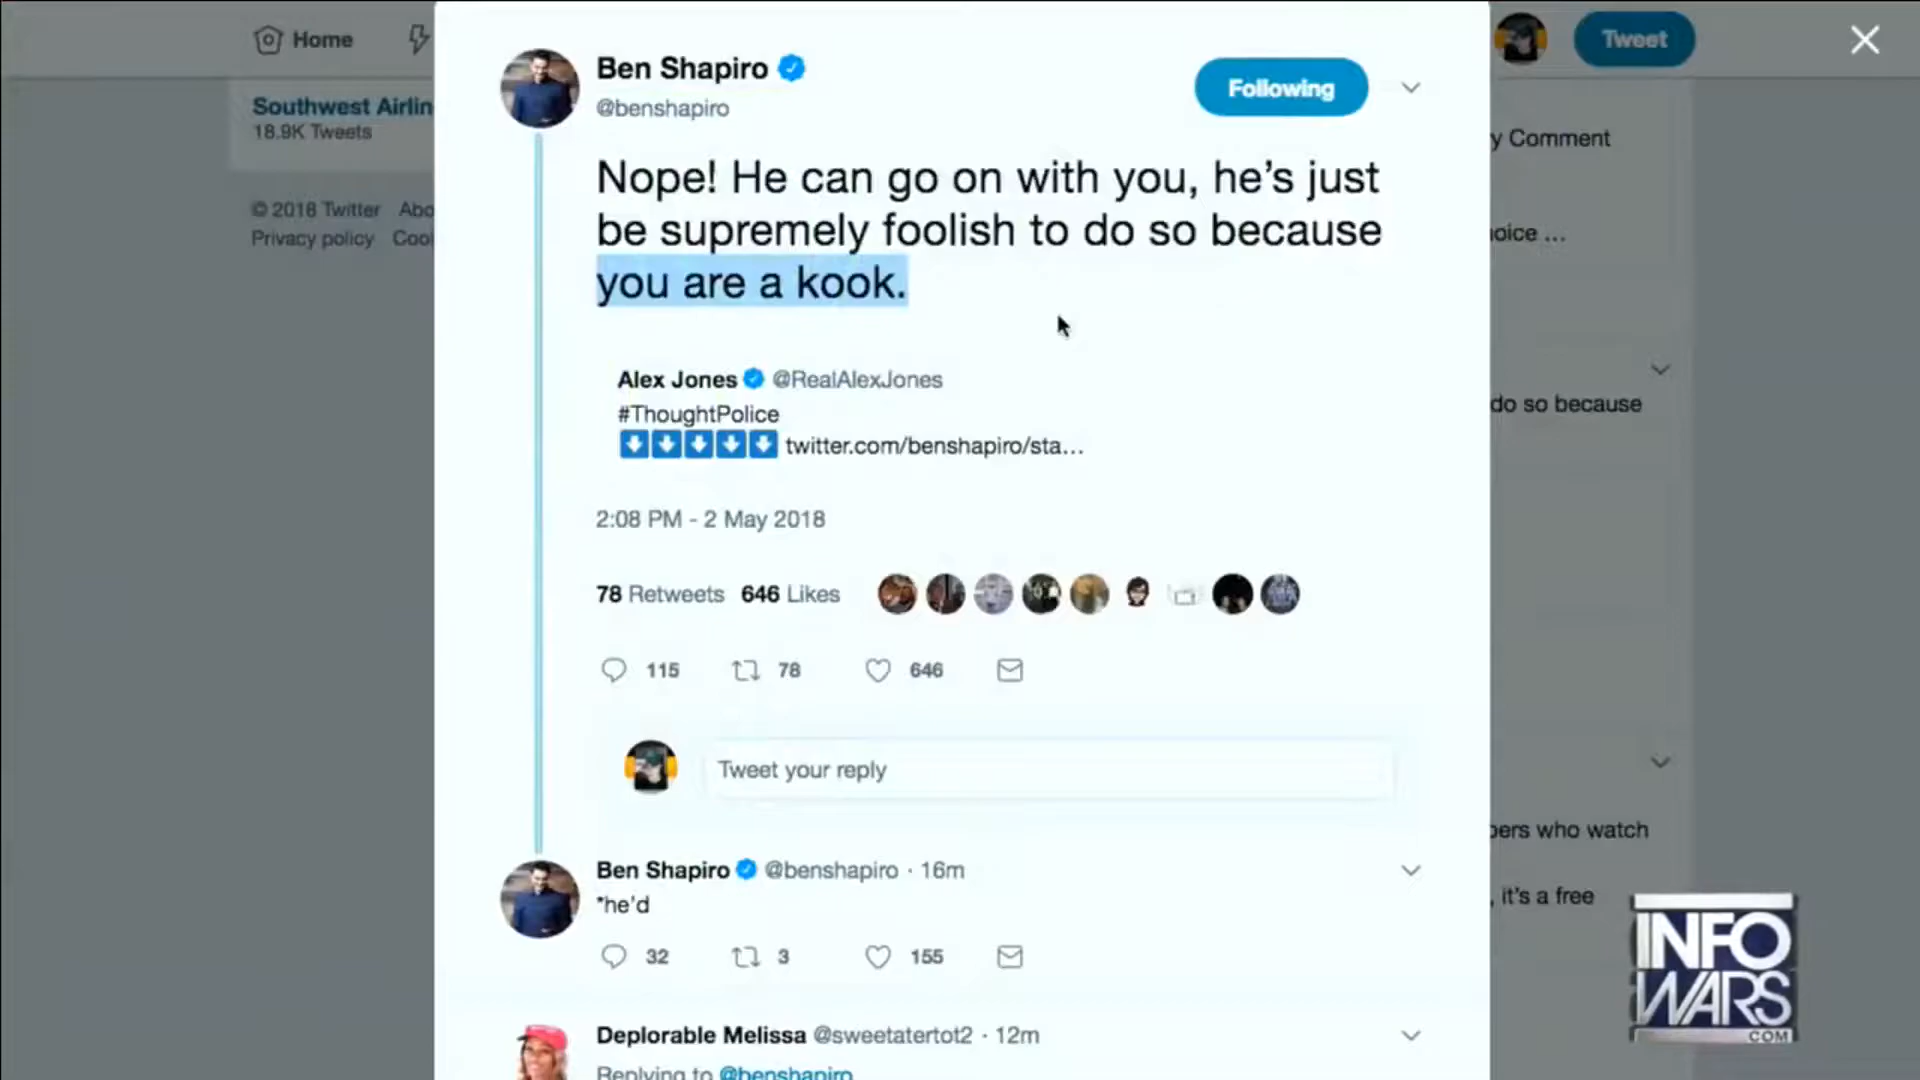 Home
Tweet
Southwest Airlin
18.9K Tweets
© 2018 Twitter Abo
Privacy policy Cool
Ben Shapiro
@benshapiro
Following
Nope! He can go on with you, he's just
be supremely foolish to do so because
you are a kook.
Alex Jones @RealAlexJones
#ThoughtPolice
twitter.com/benshapiro/sta...
2:08 PM - 2 May 2018
78 Retweets 646 Likes
115 78 646
Tweet your reply
Ben Shapiro @benshapiro · 16m
*he'd
32 3 155
Deplorable Melissa @sweetatertot2 · 12m
Replying to @benshapiro
y Comment
oice ...
do so because
bers who watch
, it's a free
INFO
WARS
.COM